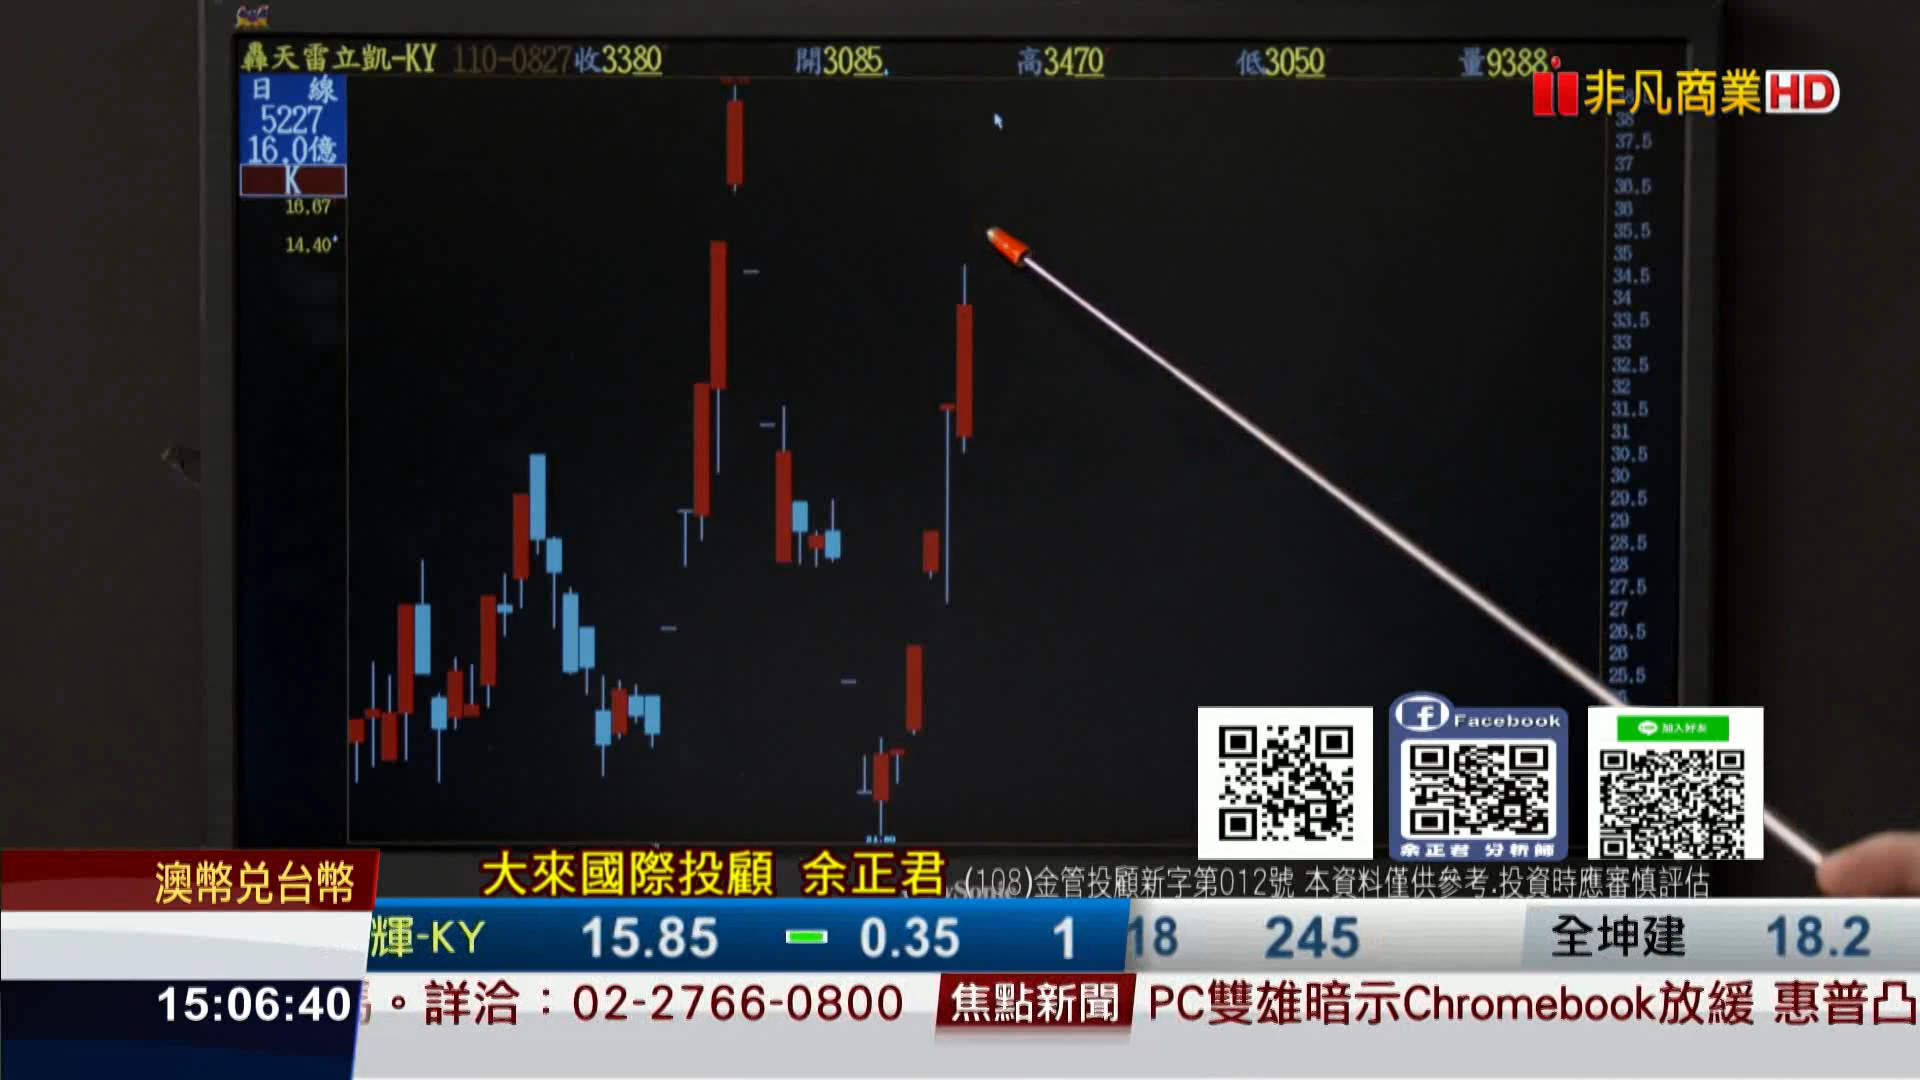 轟天雷立凱-KY 110-0827 收3380 開3085 高3470 低3050 量9388
非凡商業HD
日 線
5227
16.0億
K
16.67
14.40
38
37.5
37
36.5
36
35.5
35
34.5
34
33.5
33
32.5
32
31.5
31
30.5
30
29.5
29
28.5
28
27.5
27
26.5
26
25.5
Facebook
加入好友
余正君 分析師
澳幣兌台幣
大來國際投顧 余正君 (108)金管投顧新字第012號 本資料僅供參考.投資時應審慎評估
輝-KY 15.85 0.35 1 18 245 全坤建 18.2
15:06:40 。詳洽：02-2766-0800 焦點新聞 PC雙雄暗示Chromebook放緩 惠普凸